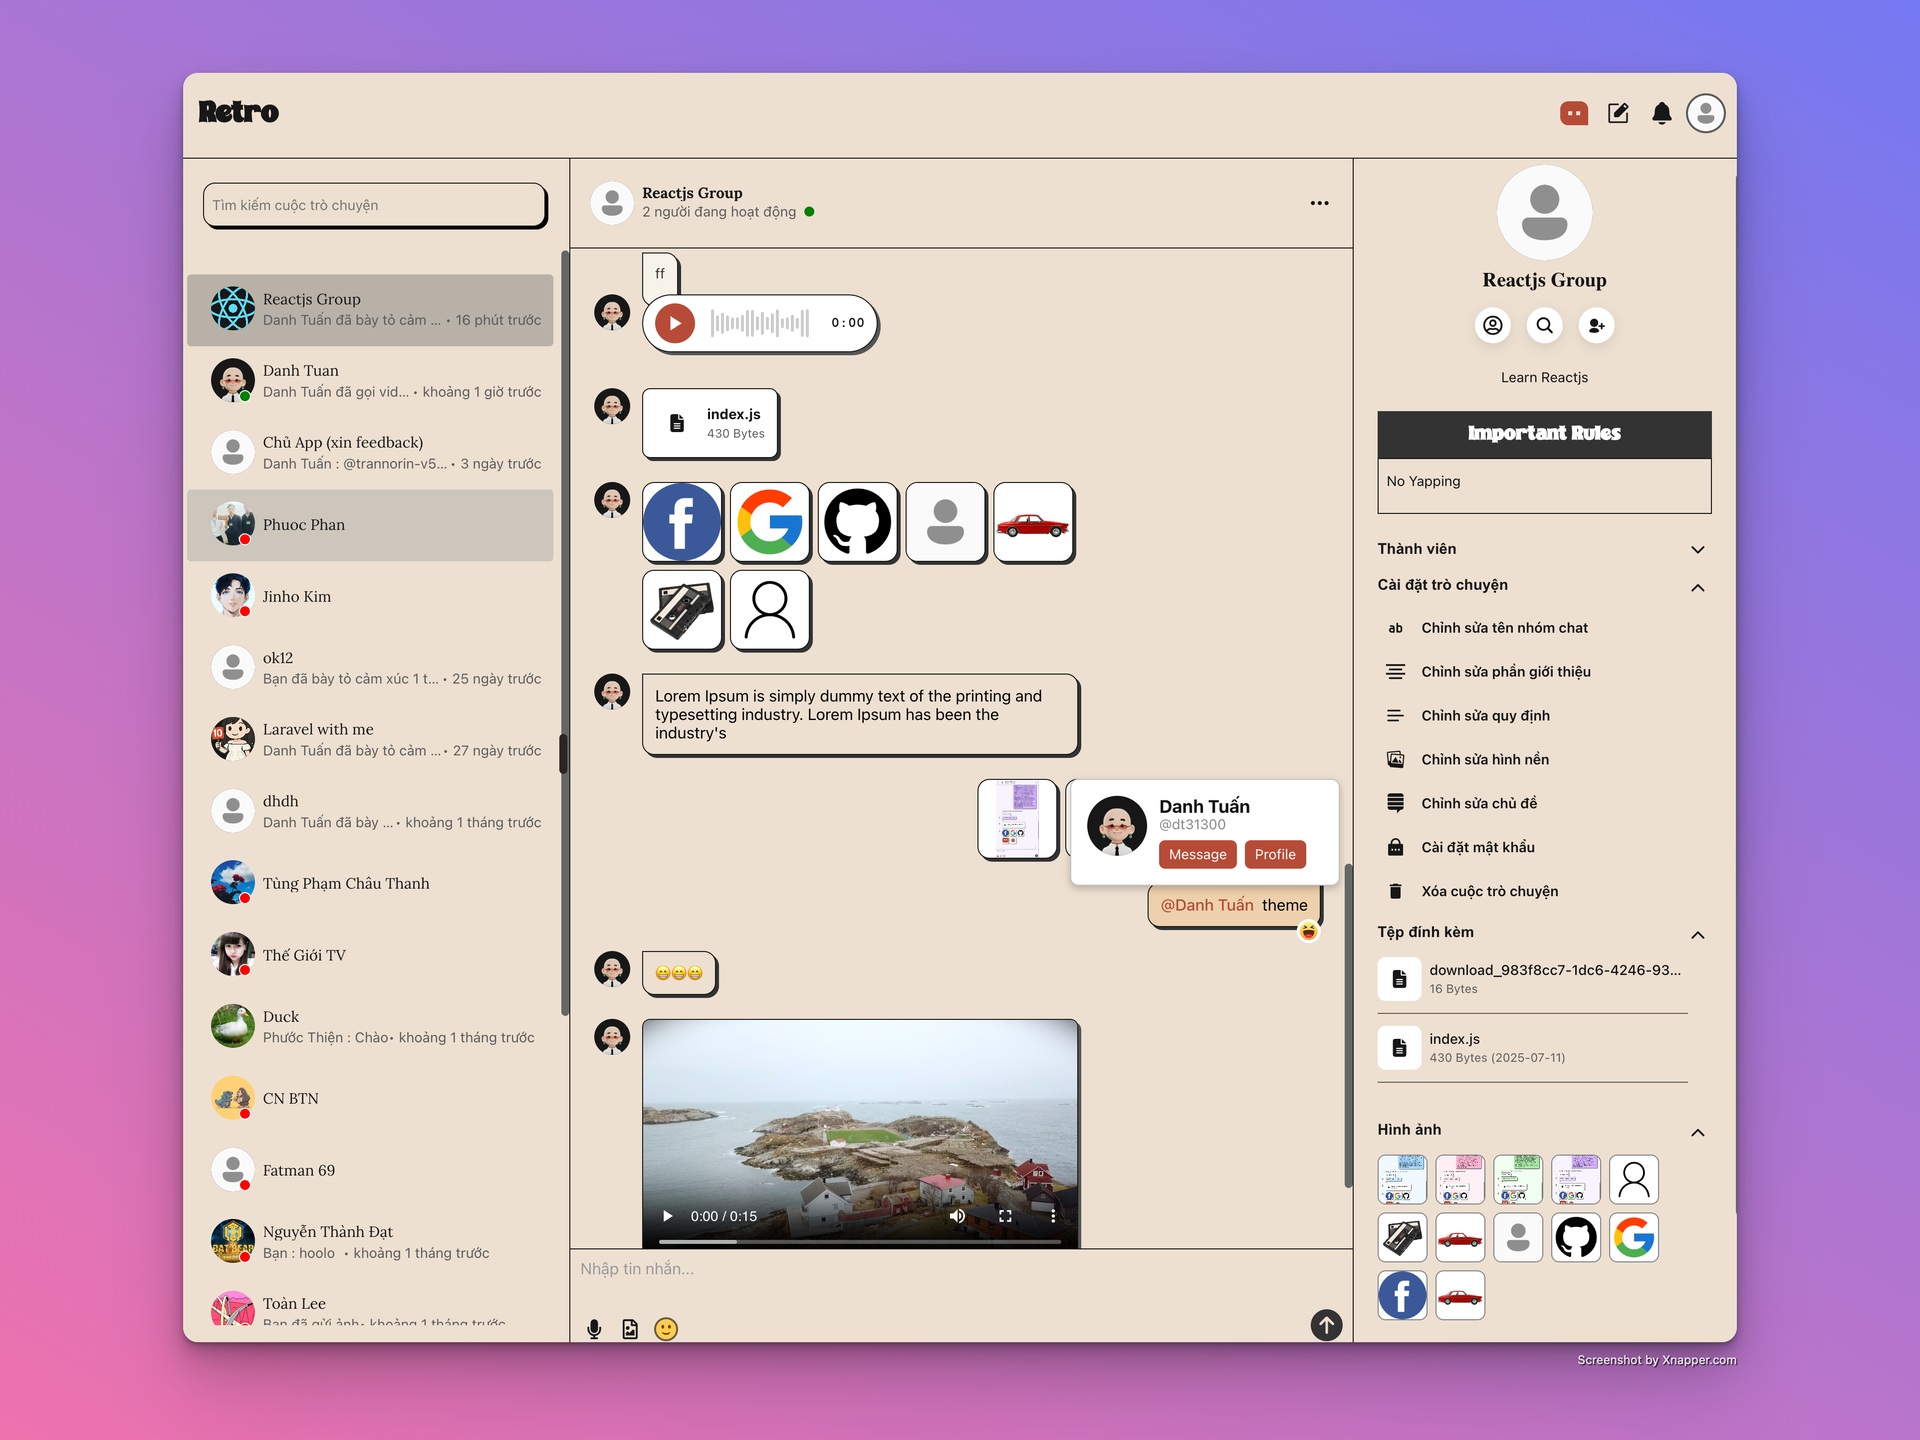 Retro
Tìm kiếm cuộc trò chuyện
Reactjs Group
Danh Tuấn đã bày tỏ cảm ... • 16 phút trước
Danh Tuan
Danh Tuấn đã gọi vid... • khoảng 1 giờ trước
Chủ App (xin feedback)
Danh Tuấn : @trannorin-v5... • 3 ngày trước
Phuoc Phan
Jinho Kim
ok12
Bạn đã bày tỏ cảm xúc 1 t... • 25 ngày trước
Laravel with me
Danh Tuấn đã bày tỏ cảm ... • 27 ngày trước
dhdh
Danh Tuấn đã bày ... • khoảng 1 tháng trước
Tùng Phạm Châu Thanh
Thế Giới TV
Duck
Phước Thiện : Chào • khoảng 1 tháng trước
CN BTN
Fatman 69
Nguyễn Thành Đạt
Bạn : hoolo • khoảng 1 tháng trước
Toàn Lee
Bạn đã gửi ảnh • khoảng 1 tháng trước
Reactjs Group
2 người đang hoạt động
ff
0:00
index.js
430 Bytes
Lorem Ipsum is simply dummy text of the printing and
typesetting industry. Lorem Ipsum has been the
industry's
Danh Tuấn
@dt31300
Message Profile
@Danh Tuấn theme
0:00 / 0:15
Nhập tin nhắn...
Reactjs Group
Learn Reactjs
Important Rules
No Yapping
Thành viên
Cài đặt trò chuyện
ab Chỉnh sửa tên nhóm chat
Chỉnh sửa phần giới thiệu
Chỉnh sửa quy định
Chỉnh sửa hình nền
Chỉnh sửa chủ đề
Cài đặt mật khẩu
Xóa cuộc trò chuyện
Tệp đính kèm
download_983f8cc7-1dc6-4246-93...
16 Bytes
index.js
430 Bytes (2025-07-11)
Hình ảnh
Screenshot by Xnapper.com